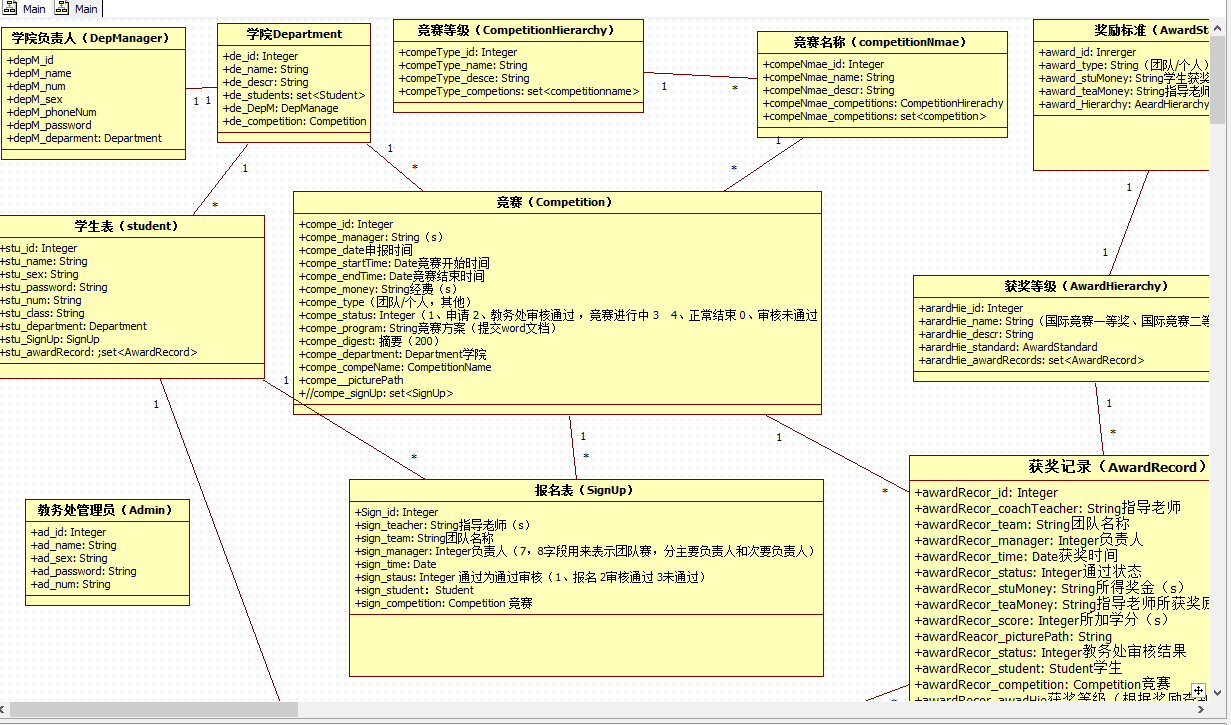 Main
Main
学院负责人（DepManager）
+depM_id
+depM_name
+depM_num
+depM_sex
+depM_phoneNum
+depM_password
+depM_deparment: Department
1
1
学院Department
+de_id: Integer
+de_name: String
+de_descr: String
+de_students: set<Student>
+de_DepM: DepManage
+de_competition: Competition
竞赛等级（CompetitionHierarchy）
+compeType_id: Integer
+compeType_name: String
+compeType_desce: String
+compeType_competions: set<competitionname>
1
*
竞赛名称（competitionNmae）
+compeNmae_id: Integer
+compeNmae_name: String
+compeNmae_descr: String
+compeNmae_competitions: CompetitionHirerachy
+compeNmae_competitions: set<competition>
奖励标准（AwardSt
+award_id: Inrerger
+award_type: String（团队/个人）
+award_stuMoney: String学生获奖
+award_teaMoney: String指导老师
+award_Hierarchy: AeardHierarchy
1
*
1
*
1
*
1
1
学生表（student）
+stu_id: Integer
+stu_name: String
+stu_sex: String
+stu_password: String
+stu_num: String
+stu_class: String
+stu_department: Department
+stu_SignUp: SignUp
+stu_awardRecord: ;set<AwardRecord>
竞赛（Competition）
+compe_id: Integer
+compe_manager: String（s）
+compe_date申报时间
+compe_startTime: Date竞赛开始时间
+compe_endTime: Date竞赛结束时间
+compe_money: String经费（s）
+compe_type（团队/个人，其他）
+compe_status: Integer（1、申请 2、教务处审核通过，竞赛进行中 3 4、正常结束 0、审核未通过
+compe_program: String竞赛方案（提交word文档）
+compe_digest: 摘要（200）
+compe_department: Department学院
+compe_compeName: CompetitionName
+compe__picturePath
+//compe_signUp: set<SignUp>
获奖等级（AwardHierarchy）
+arardHie_id: Integer
+arardHie_name: String（国际竞赛一等奖、国际竞赛二等
+arardHie_descr: String
+arardHie_standard: AwardStandard
+arardHie_awardRecords: set<AwardRecord>
1
1
*
1
*
1
*
1
*
教务处管理员（Admin）
+ad_id: Integer
+ad_name: String
+ad_sex: String
+ad_password: String
+ad_num: String
报名表（SignUp）
+Sign_id: Integer
+sign_teacher: String指导老师（s）
+sign_team: String团队名称
+sign_manager: Integer负责人（7，8字段用来表示团队赛，分主要负责人和次要负责人）
+sign_time: Date
+sign_staus: Integer 通过为通过审核（1、报名 2审核通过 3未通过）
+sign_student: Student
+sign_competition: Competition 竞赛
获奖记录（AwardRecord）
+awardRecor_id: Integer
+awardRecor_coachTeacher: String指导老师
+awardRecor_team: String团队名称
+awardRecor_manager: Integer负责人
+awardRecor_time: Date获奖时间
+awardRecor_status: Integer通过状态
+awardRecor_stuMoney: String所得奖金（s）
+awardRecor_teaMoney: String指导老师所获奖
+awardRecor_score: Integer所加学分（s）
+awardReacor_picturePath: String
+awardRecor_status: Integer教务处审核结果
+awardRecor_student: Student学生
+awardRecor_competition: Competition竞赛